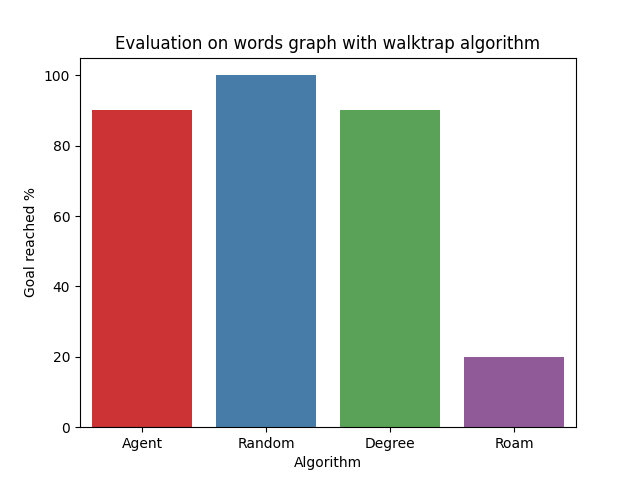 Evaluation on words graph with walktrap algorithm
100
80
60
40
20
0
Goal reached %
Agent Random Degree Roam
Algorithm